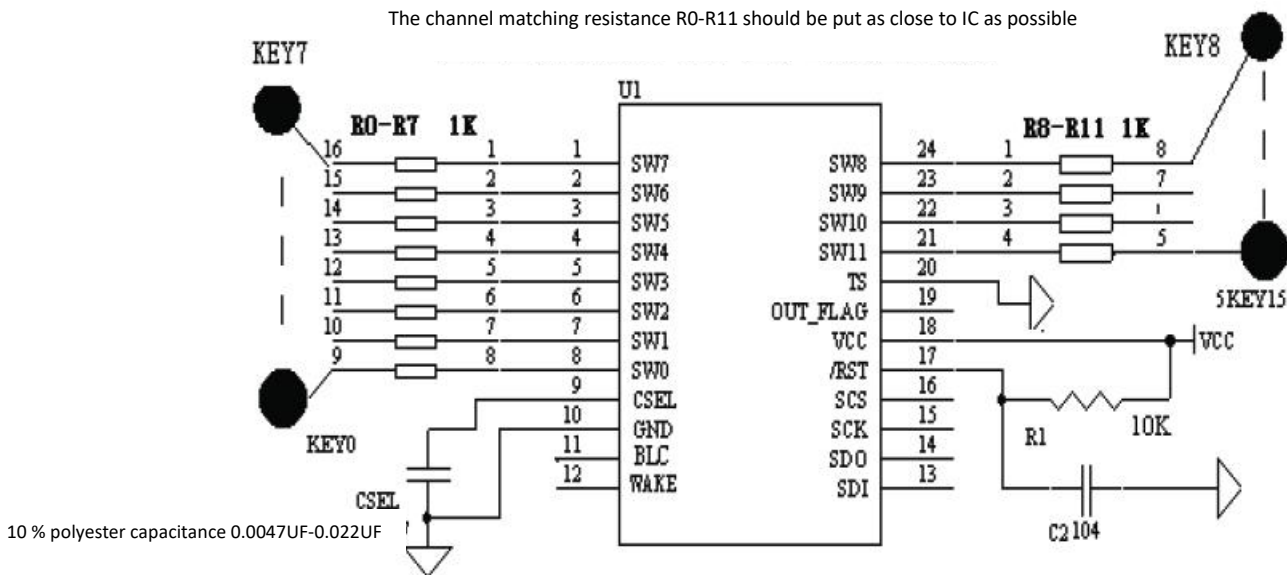 The channel matching resistance R0-R11 should be put as close to IC as possible
KEY7
KEY8
U1
R0-R7 1K
R8-R11 1K
16 1 1 SW7 SW8 24 1 8
15 2 2 SW6 SW9 23 2 7
14 3 3 SW5 SW10 22 3
13 4 4 SW4 SW11 21 4 5
12 5 5 SW3 TS 20
11 6 6 SW2 OUT_FLAG 19
5KEY15
10 7 7 SW1 VCC 18 VCC
9 8 8 SW0 /RST 17
9 CSEL SCS 16
10 GND SCK 15
R1 10K
KEY0
11 BLC SDO 14
12 WAKE SDI 13
CSEL
10 % polyester capacitance 0.0047UF-0.022UF
C2 104